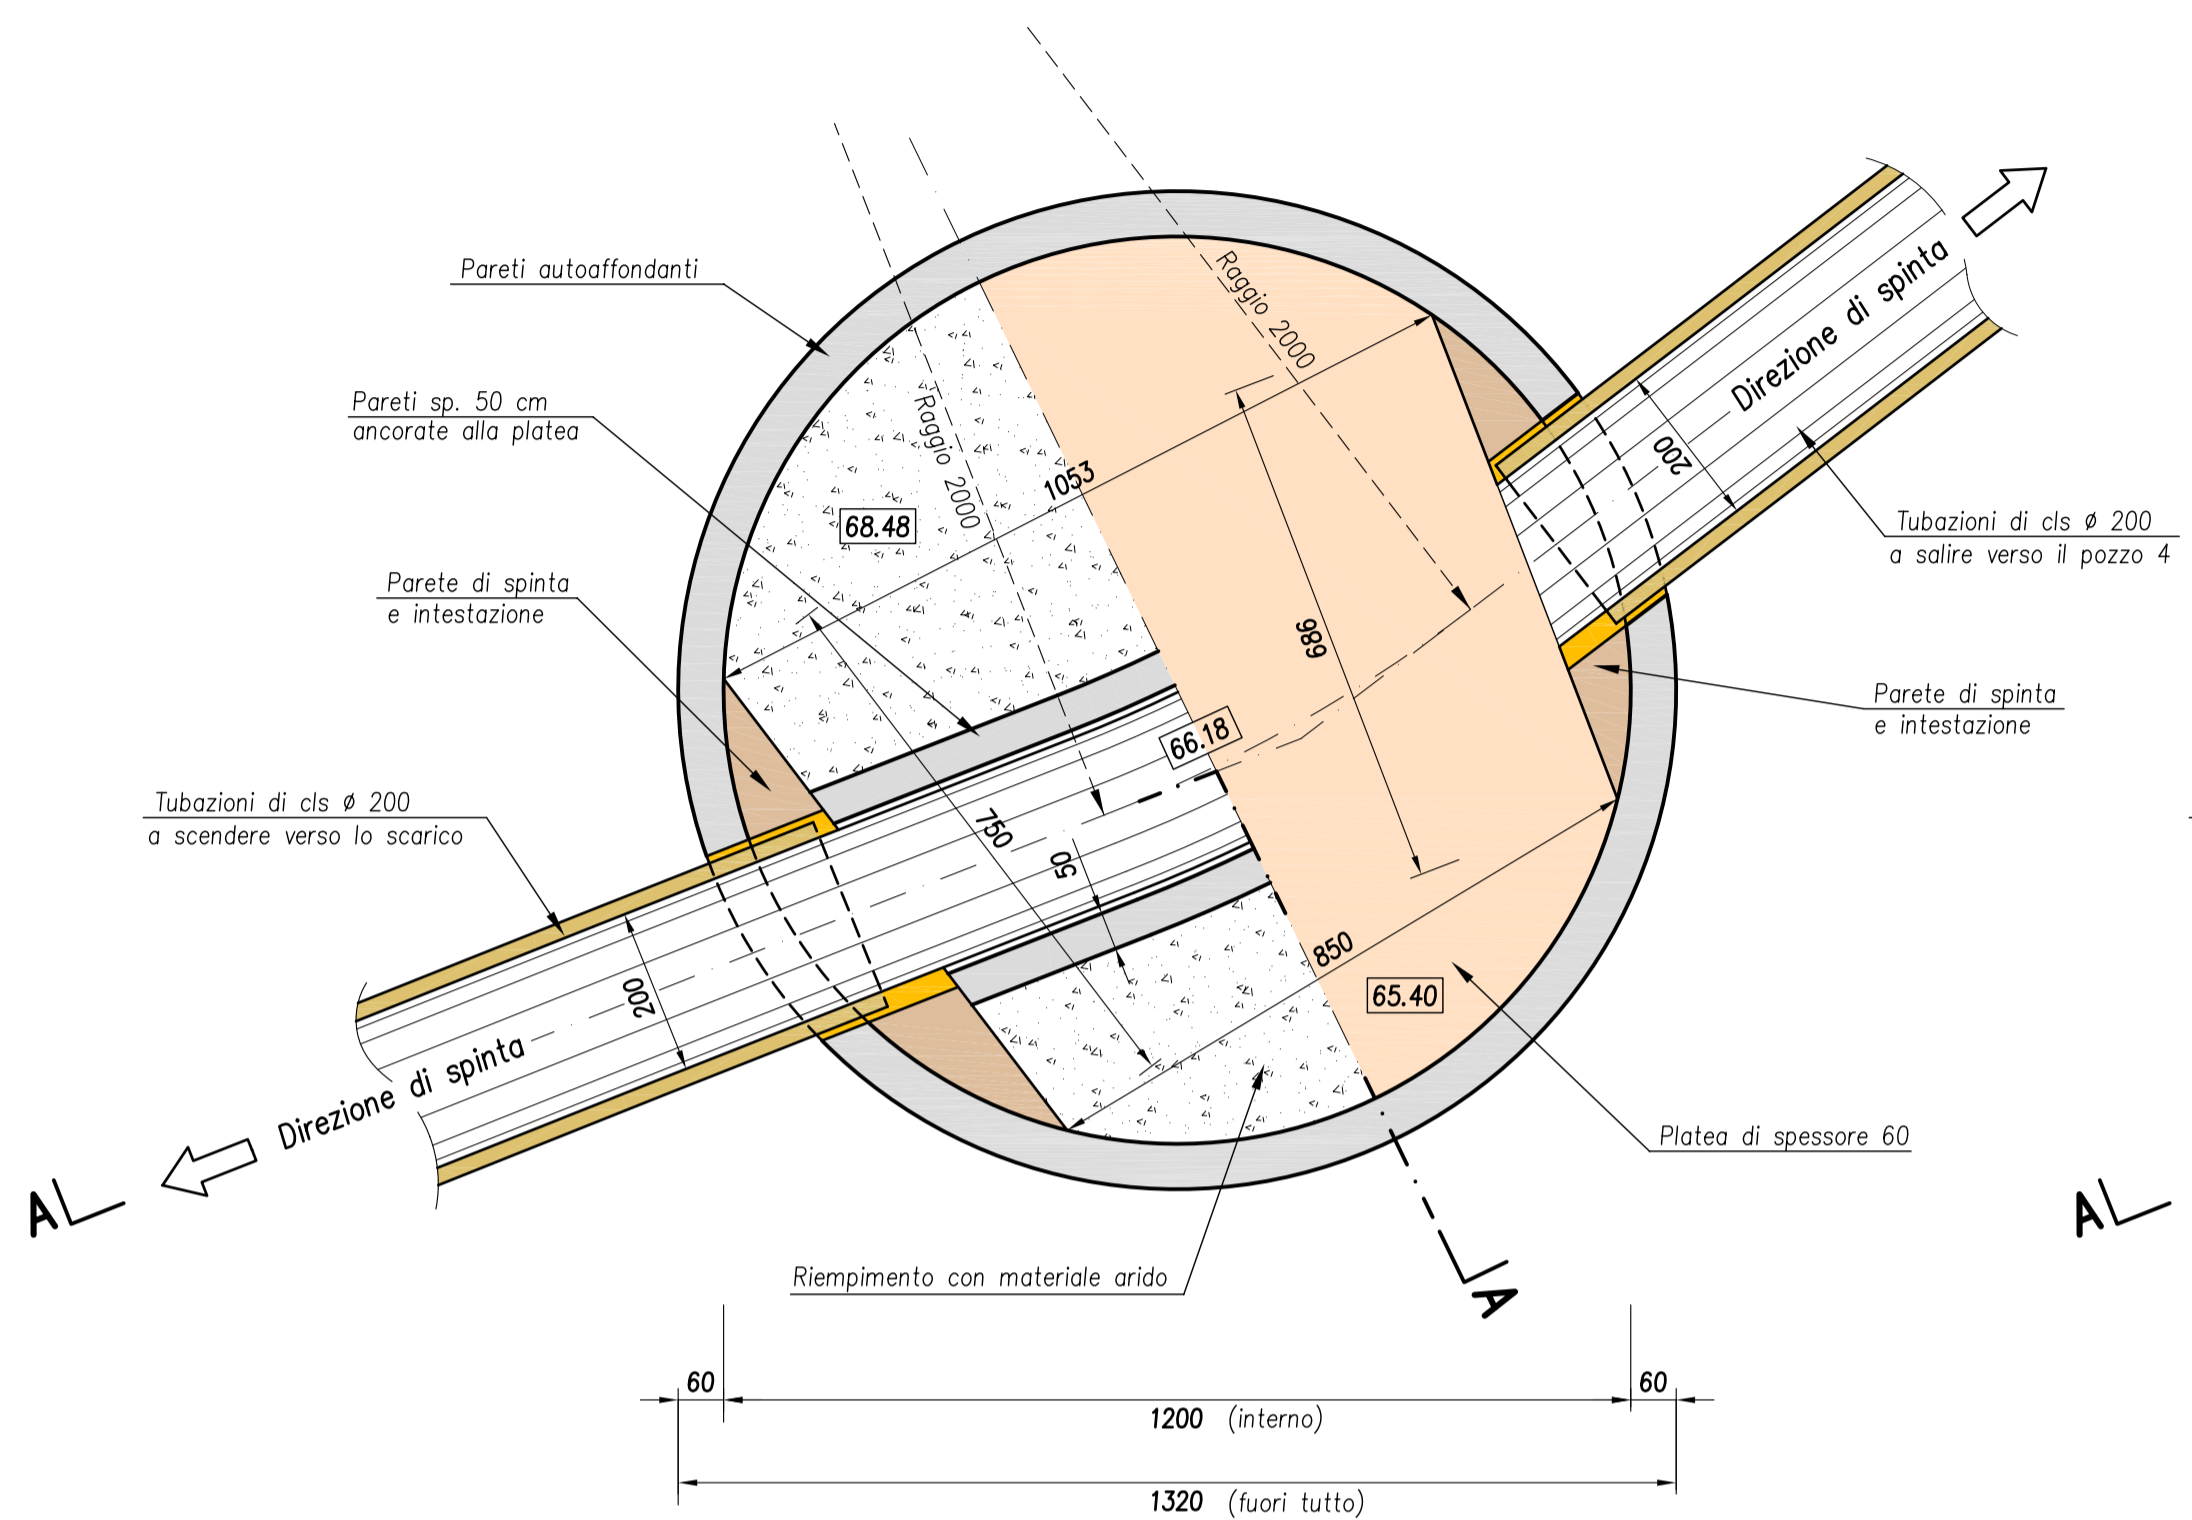 Raggio 2000
Direzione di spinta
Pareti autoaffondanti
Pareti sp. 50 cm
ancorate alla platea
Raggio 2000
1053
68.48
200
Tubazioni di cls ø 200
a salire verso il pozzo 4
Parete di spinta
e intestazione
686
Parete di spinta
e intestazione
66.18
Tubazioni di cls ø 200
a scendere verso lo scarico
750
50
850
65.40
200
Direzione di spinta
Platea di spessore 60
A
A
Riempimento con materiale arido
A
60
60
1200 (interno)
1320 (fuori tutto)